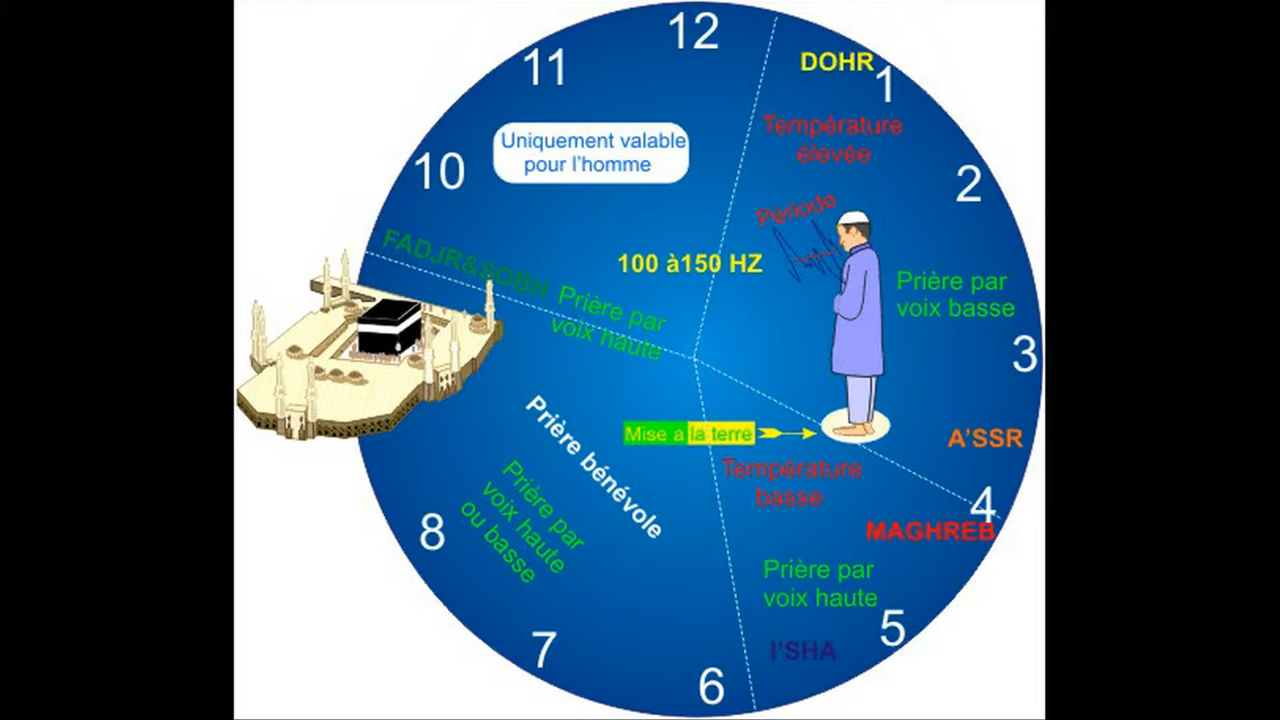 12
11
10
DOHR
1
Uniquement valable
pour l'homme
Température
élevée
2
Période
100 à150 HZ
FADJR&SOBH
Prière par
voix haute
Prière par
voix basse
3
Mise a la terre
A'SSR
Température
basse
4
MAGHREB
Prière bénévole
Prière par
voix haute
ou basse
8
Prière par
voix haute
7
5
I'SHA
6